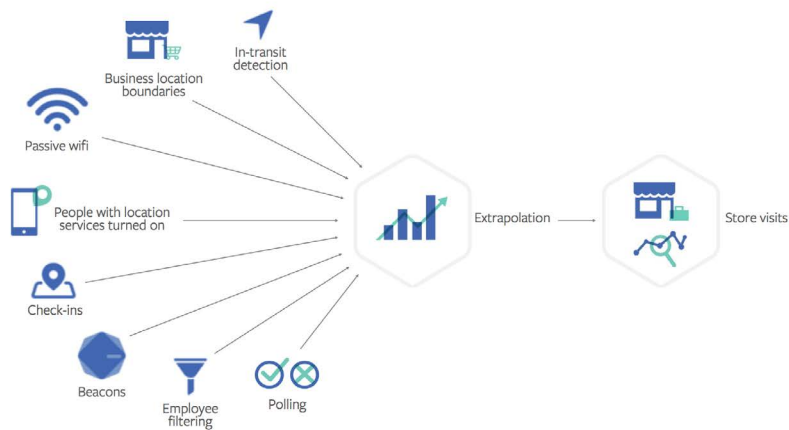 In-transit
detection
Business location
boundaries
Passive wifi
People with location
services turned on
Extrapolation
Store visits
Check-ins
Beacons
Employee
filtering
Polling